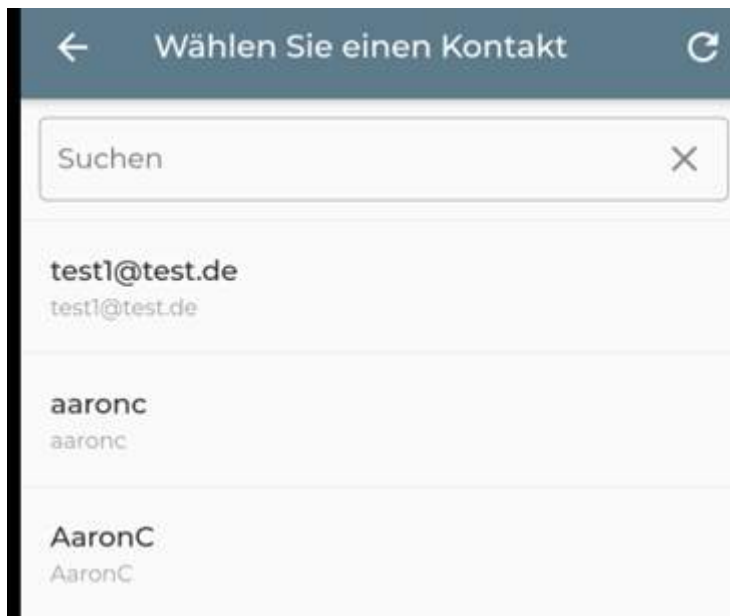 Wählen Sie einen Kontakt
Suchen
test1@test.de
test1@test.de
aaronc
aaronc
AaronC
AaronC